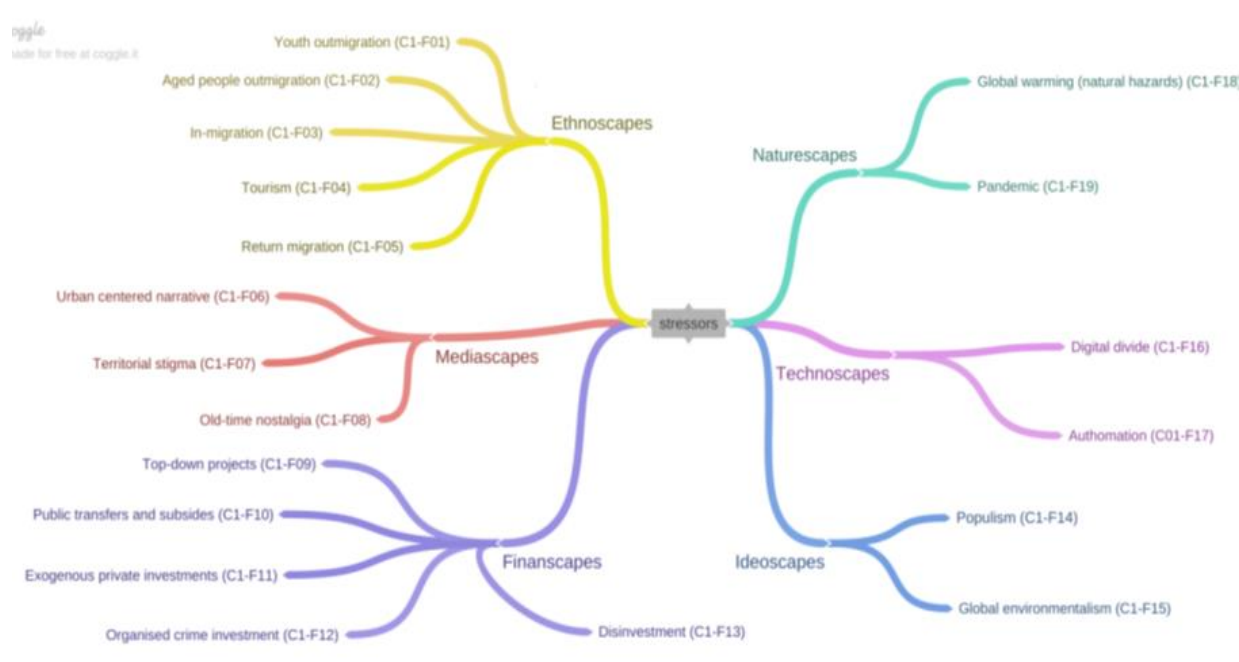 oggle
made for free at coggle.it
Youth outmigration (C1-F01)
Aged people outmigration (C1-F02)
In-migration (C1-F03)
Tourism (C1-F04)
Return migration (C1-F05)
Ethnoscapes
Urban centered narrative (C1-F06)
Territorial stigma (C1-F07)
Old-time nostalgia (C1-F08)
Mediascapes
Top-down projects (C1-F09)
Public transfers and subsides (C1-F10)
Exogenous private investments (C1-F11)
Organised crime investment (C1-F12)
Disinvestment (C1-F13)
Finanscapes
stressors
Naturescapes
Global warming (natural hazards) (C1-F18)
Pandemic (C1-F19)
Technoscapes
Digital divide (C1-F16)
Authomation (C01-F17)
Ideoscapes
Populism (C1-F14)
Global environmentalism (C1-F15)